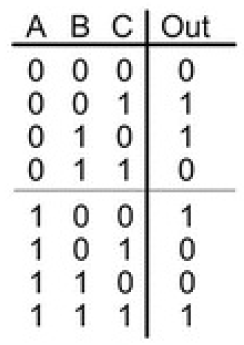 A B C Out
0 0 0 0
0 0 1 1
0 1 0 1
0 1 1 0
1 0 0 1
1 0 1 0
1 1 0 0
1 1 1 1